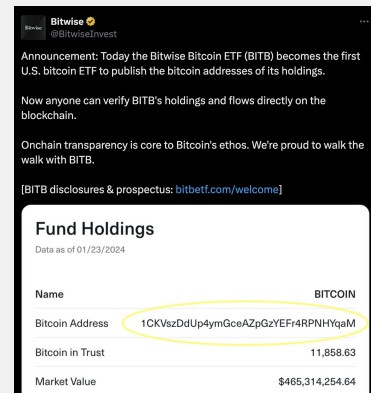 Bitwise
Bitwise
@BitwiseInvest
...
Announcement: Today the Bitwise Bitcoin ETF (BITB) becomes the first
U.S. bitcoin ETF to publish the bitcoin addresses of its holdings.
Now anyone can verify BITB's holdings and flows directly on the
blockchain.
Onchain transparency is core to Bitcoin's ethos. We're proud to walk the
walk with BITB.
[BITB disclosures & prospectus: bitbetf.com/welcome]
Fund Holdings
Data as of 01/23/2024
Name BITCOIN
Bitcoin Address 1CKVszDdUp4ymGceAZpGzYEFr4RPNHYqaM
Bitcoin in Trust 11,858.63
Market Value $465,314,254.64